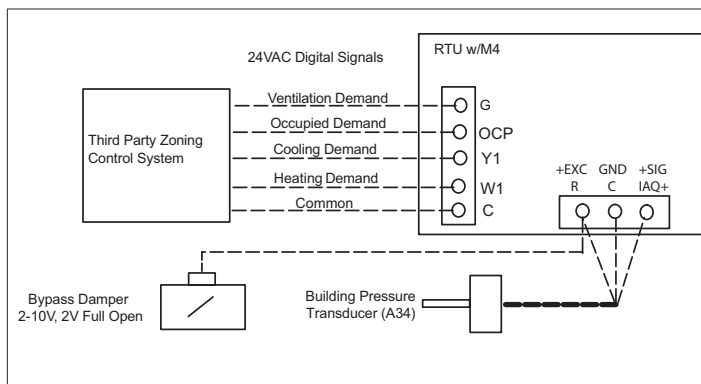 24VAC Digital Signals
RTU w/M4
Third Party Zoning
Control System
Ventilation Demand
Occupied Demand
Cooling Demand
Heating Demand
Common
G
OCP
Y1
W1
C
+EXC GND +SIG
R C IAQ+
Bypass Damper
2-10V, 2V Full Open
Building Pressure
Transducer (A34)